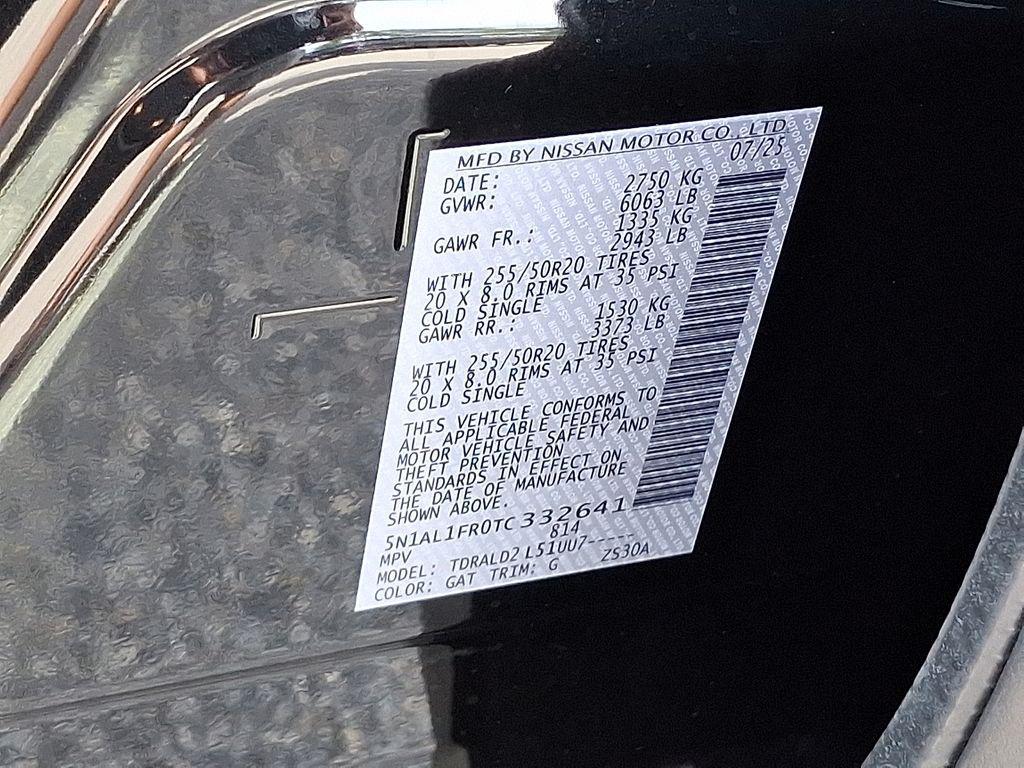 MFD BY NISSAN MOTOR CO., LTD.
DATE: 07/25
GVWR: 2750 KG
6063 LB
GAWR FR.: 1335 KG
2943 LB
WITH 255/50R20 TIRES
20 X 8.0 RIMS AT 35 PSI
COLD SINGLE
GAWR RR.: 1530 KG
3373 LB
WITH 255/50R20 TIRES
20 X 8.0 RIMS AT 35 PSI
COLD SINGLE
THIS VEHICLE CONFORMS TO
ALL APPLICABLE FEDERAL
MOTOR VEHICLE SAFETY AND
THEFT PREVENTION
STANDARDS IN EFFECT ON
THE DATE OF MANUFACTURE
SHOWN ABOVE.
5N1AL1FR0TC332641
MPV 814
MODEL: TDRALD2 L51UU7-----
COLOR: GAT TRIM: G ZS30A